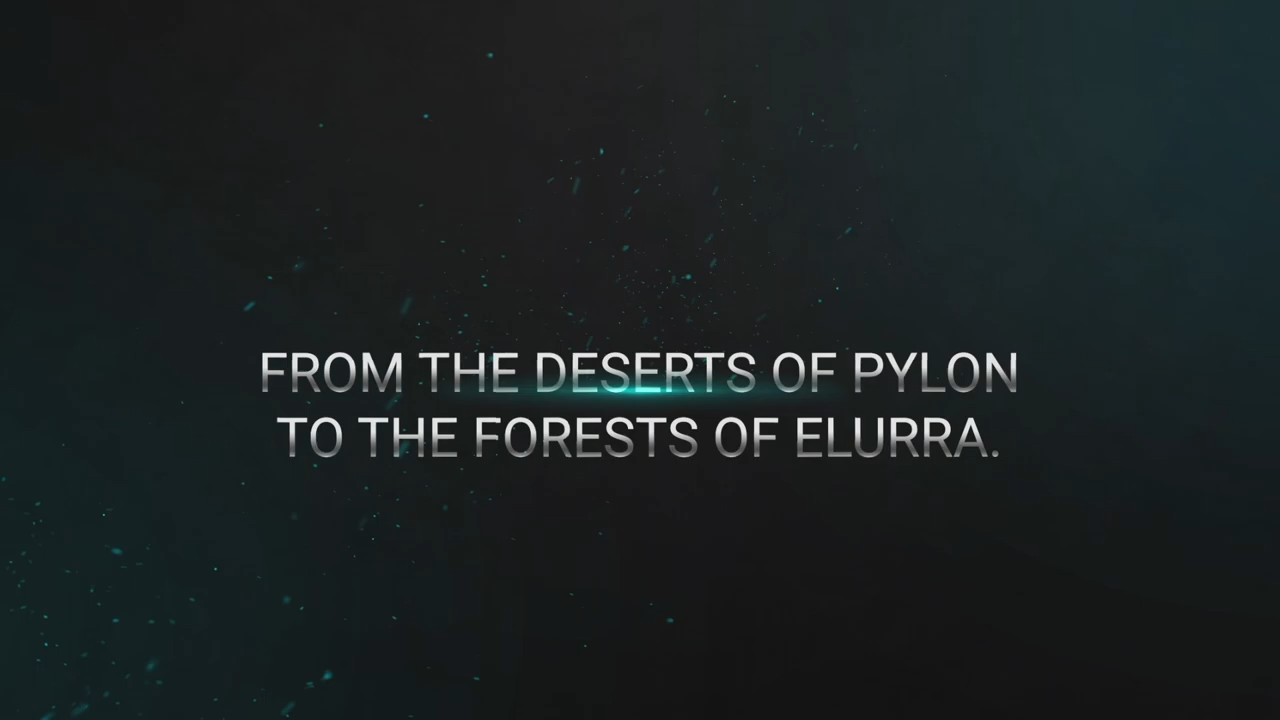 FROM THE DESERTS OF PYLON
TO THE FORESTS OF ELURRA.